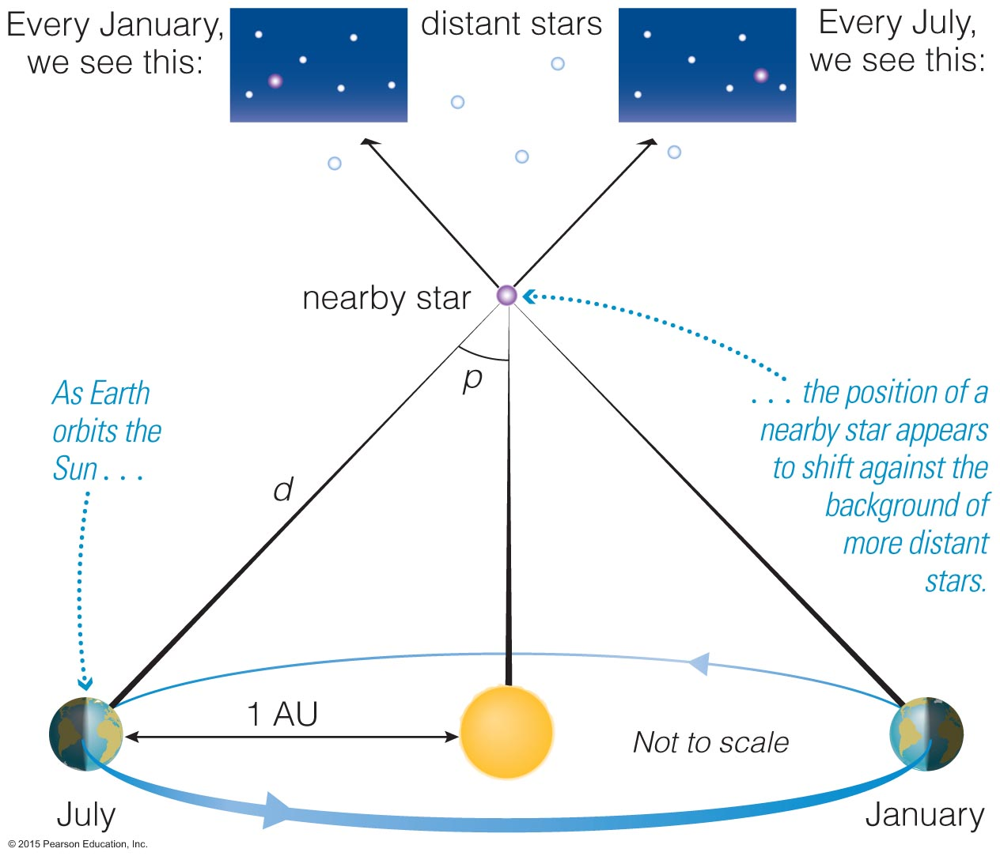 Every January,
we see this:
distant stars
Every July,
we see this:
nearby star
p
As Earth
orbits the
Sun . . .
. . . the position of a
nearby star appears
to shift against the
background of
more distant
stars.
d
1 AU
Not to scale
July
January
© 2015 Pearson Education, Inc.